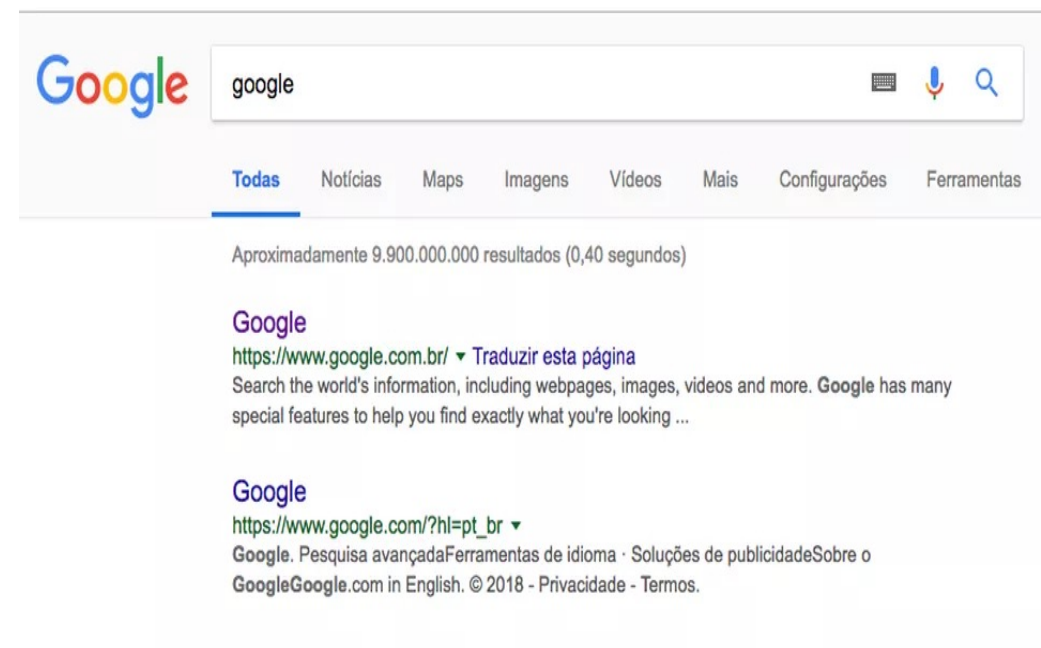 Google google
Todas Notícias Maps Imagens Vídeos Mais Configurações Ferramentas
Aproximadamente 9.900.000.000 resultados (0,40 segundos)
Google
https://www.google.com.br/ ▾ Traduzir esta página
Search the world's information, including webpages, images, videos and more. Google has many
special features to help you find exactly what you're looking ...
Google
https://www.google.com/?hl=pt_br ▾
Google. Pesquisa avançadaFerramentas de idioma · Soluções de publicidadeSobre o
GoogleGoogle.com in English. © 2018 - Privacidade - Termos.